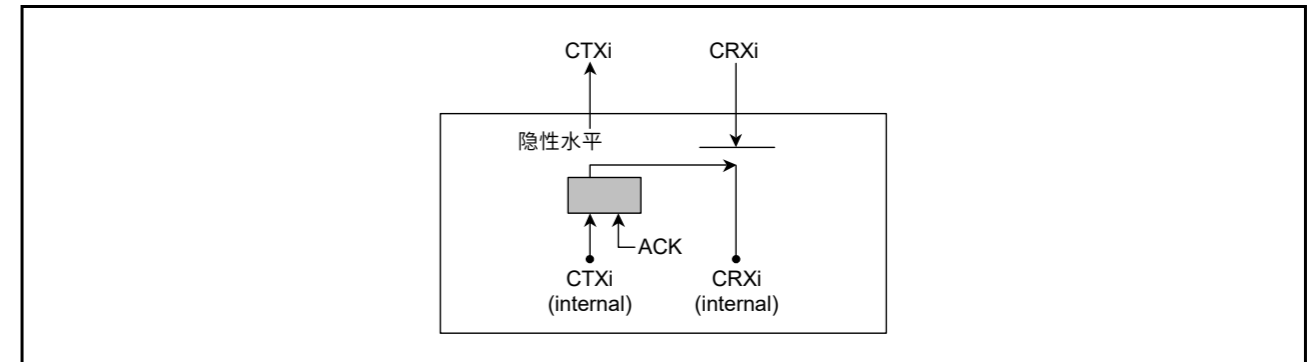 CTXi CRXi
隐性水平
ACK
CTXi CRXi
(internal) (internal)